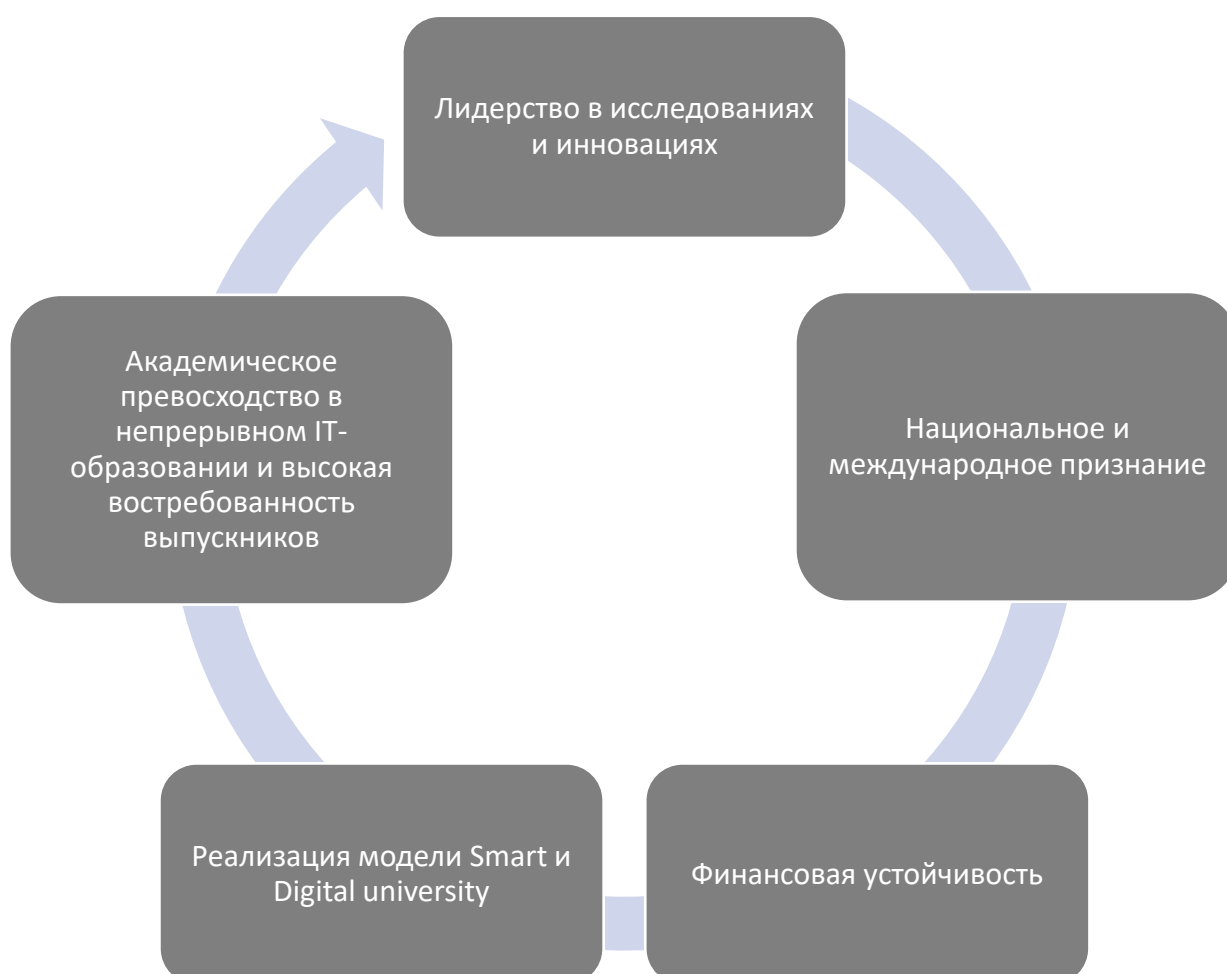 Лидерство в исследованиях
и инновациях
Национальное и
международное признание
Финансовая устойчивость
Реализация модели Smart и
Digital university
Академическое
превосходство в
непрерывном IT-
образовании и высокая
востребованность
выпускников